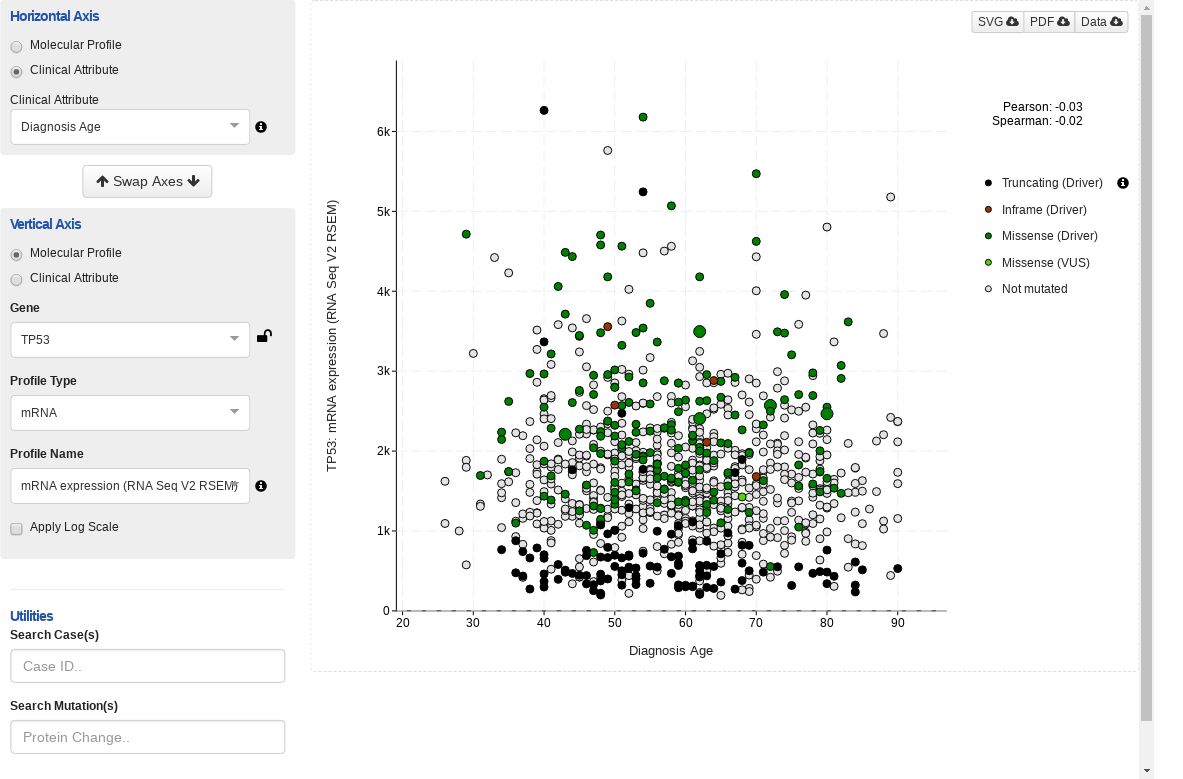 Horizontal Axis
Molecular Profile
Clinical Attribute
Clinical Attribute
Diagnosis Age
Swap Axes
Vertical Axis
Molecular Profile
Clinical Attribute
Gene
TP53
Profile Type
mRNA
Profile Name
mRNA expression (RNA Seq V2 RSEM)
Apply Log Scale
Utilities
Search Case(s)
Case ID..
Search Mutation(s)
Protein Change..
SVG PDF Data
Pearson: -0.03
Spearman: -0.02
Truncating (Driver)
Inframe (Driver)
Missense (Driver)
Missense (VUS)
Not mutated
TP53: mRNA expression (RNA Seq V2 RSEM)
6k
5k
4k
3k
2k
1k
0
20 30 40 50 60 70 80 90
Diagnosis Age